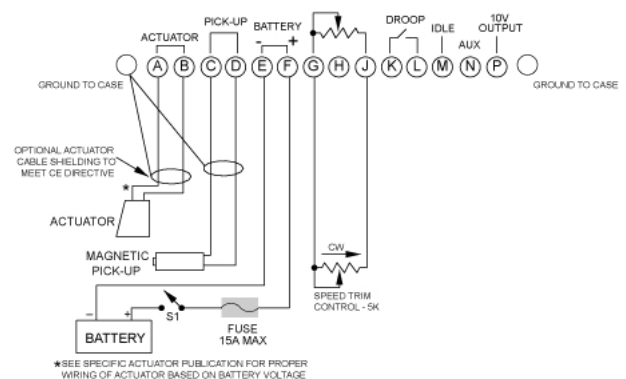 DROOP
10V
OUTPUT
PICK-UP
BATTERY
IDLE
ACTUATOR
- +
AUX
A B C D E F G H J K L M N P
GROUND TO CASE
GROUND TO CASE
OPTIONAL ACTUATOR
CABLE SHIELDING TO
MEET CE DIRECTIVE
*
ACTUATOR
MAGNETIC
PICK-UP
CW
SPEED TRIM
CONTROL - 5K
- +
S1
BATTERY
FUSE
15A MAX
*SEE SPECIFIC ACTUATOR PUBLICATION FOR PROPER
WIRING OF ACTUATOR BASED ON BATTERY VOLTAGE